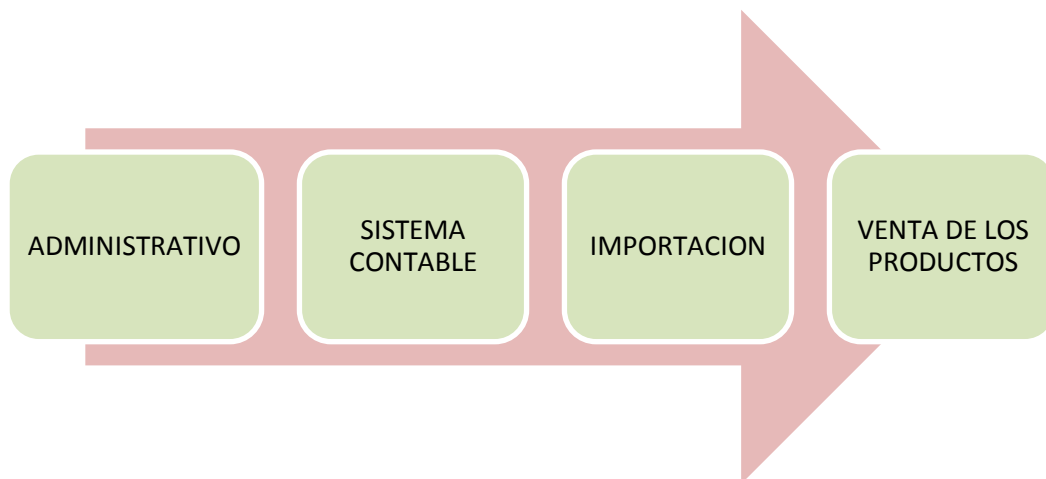 ADMINISTRATIVO
SISTEMA
CONTABLE
IMPORTACION
VENTA DE LOS
PRODUCTOS